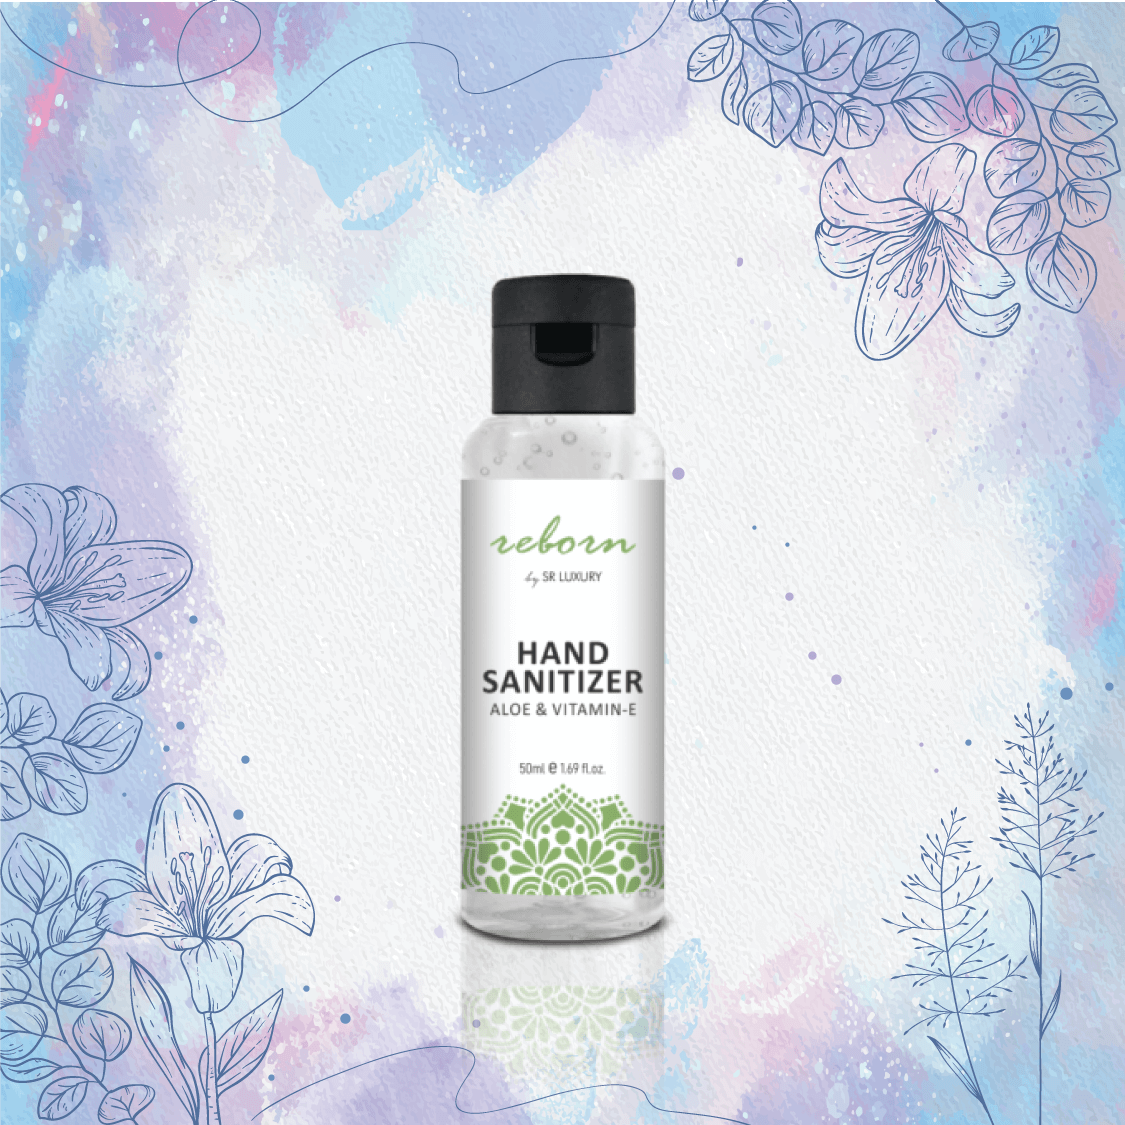 reborn
by SR LUXURY
HAND
SANITIZER
ALOE & VITAMIN-E
50ml ℮ 1.69 fl.oz.